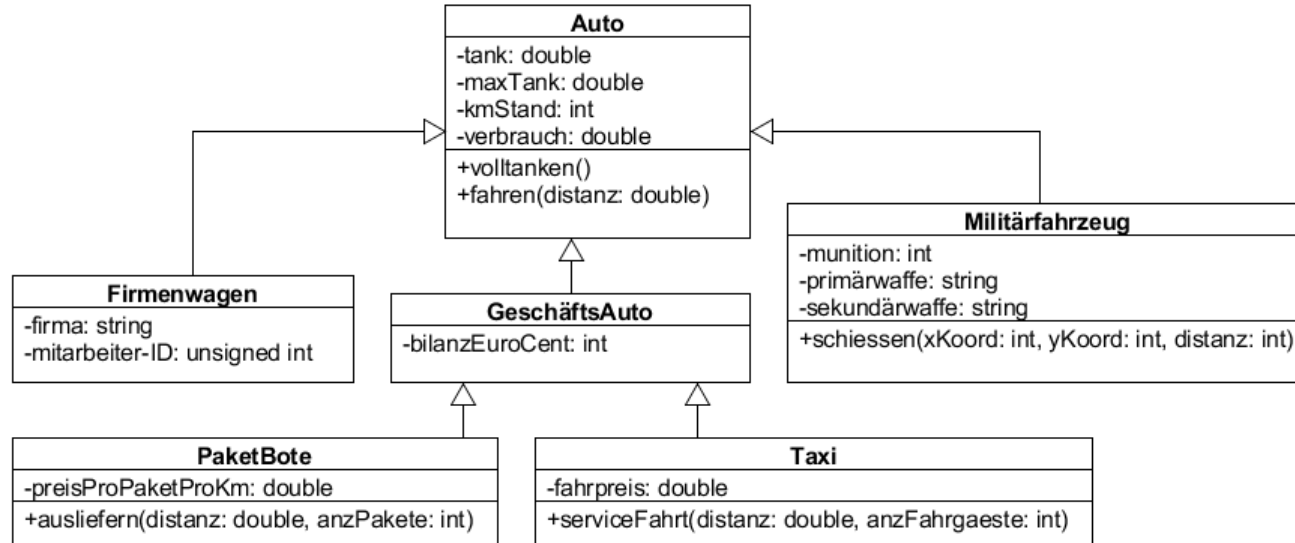 Auto
-tank: double
-maxTank: double
-kmStand: int
-verbrauch: double
+volltanken()
+fahren(distanz: double)
Militärfahrzeug
-munition: int
-primärwaffe: string
-sekundärwaffe: string
+schiessen(xKoord: int, yKoord: int, distanz: int)
Firmenwagen
-firma: string
-mitarbeiter-ID: unsigned int
GeschäftsAuto
-bilanzEuroCent: int
PaketBote
-preisProPaketProKm: double
+ausliefern(distanz: double, anzPakete: int)
Taxi
-fahrpreis: double
+serviceFahrt(distanz: double, anzFahrgaeste: int)